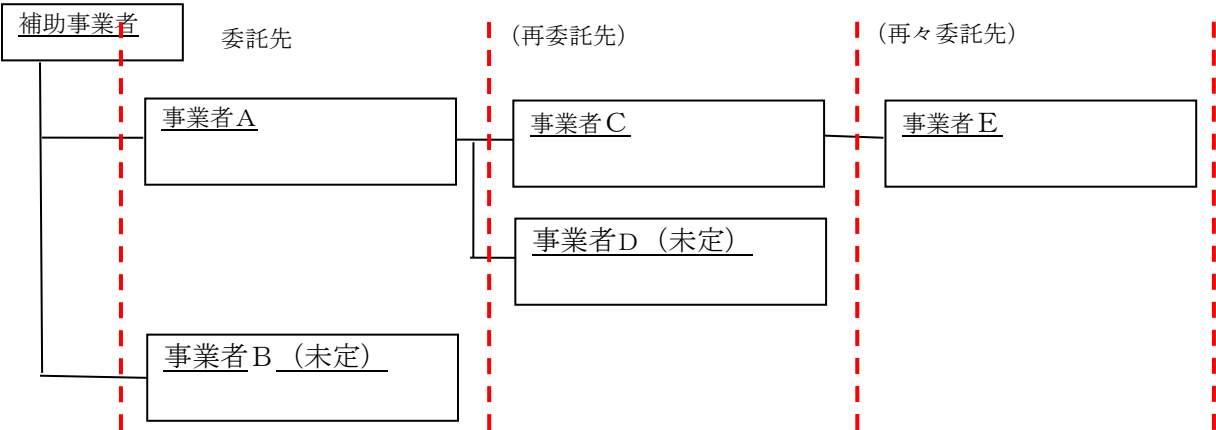 補助事業者
委託先
（再委託先）
（再々委託先）
事業者Ａ
事業者Ｃ
事業者Ｅ
事業者D（未定）
事業者Ｂ（未定）